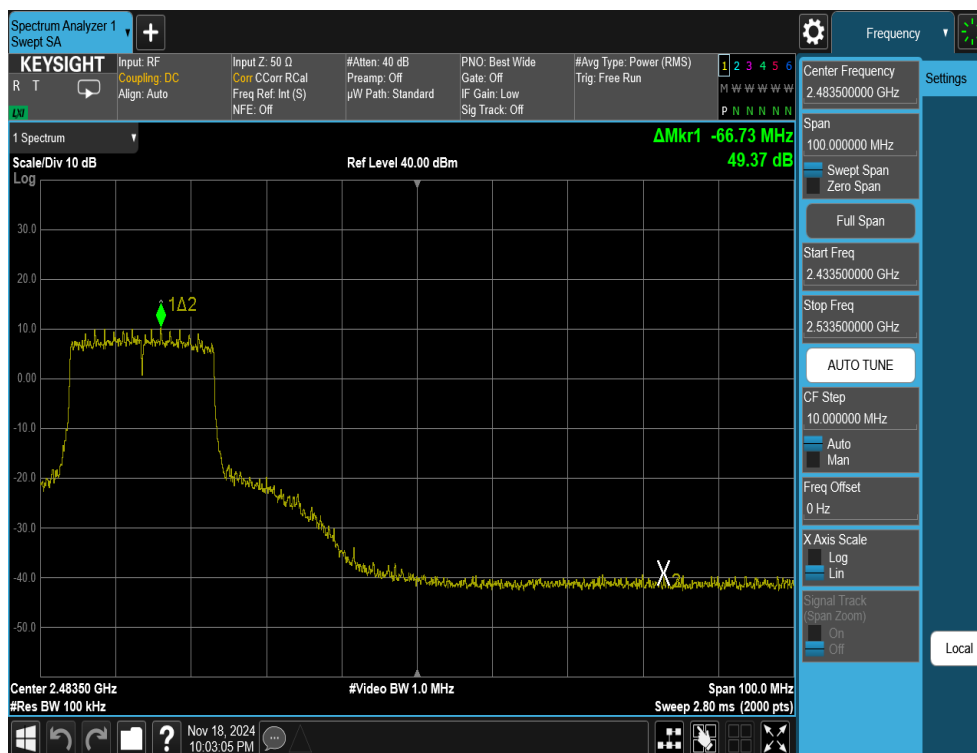 Spectrum Analyzer 1
Swept SA
Frequency
KEYSIGHT
R T
LXI
Input: RF
Coupling: DC
Align: Auto
Input Z: 50 Ω
Corr CCorr RCal
Freq Ref: Int (S)
NFE: Off
#Atten: 40 dB
Preamp: Off
µW Path: Standard
PNO: Best Wide
Gate: Off
IF Gain: Low
Sig Track: Off
#Avg Type: Power (RMS)
Trig: Free Run
1 2 3 4 5 6
M W W W W W
P N N N N N
1 Spectrum
Scale/Div 10 dB
Log
Ref Level 40.00 dBm
ΔMkr1 -66.73 MHz
49.37 dB
30.0
20.0
10.0
0.00
-10.0
-20.0
-30.0
-40.0
-50.0
1Δ2
X2
Center 2.48350 GHz
#Res BW 100 kHz
#Video BW 1.0 MHz
Span 100.0 MHz
Sweep 2.80 ms (2000 pts)
Center Frequency
2.483500000 GHz
Span
100.000000 MHz
Swept Span
Zero Span
Full Span
Start Freq
2.433500000 GHz
Stop Freq
2.533500000 GHz
AUTO TUNE
CF Step
10.000000 MHz
Auto
Man
Freq Offset
0 Hz
X Axis Scale
Log
Lin
Signal Track
(Span Zoom)
On
Off
Settings
Local
?
Nov 18, 2024
10:03:05 PM